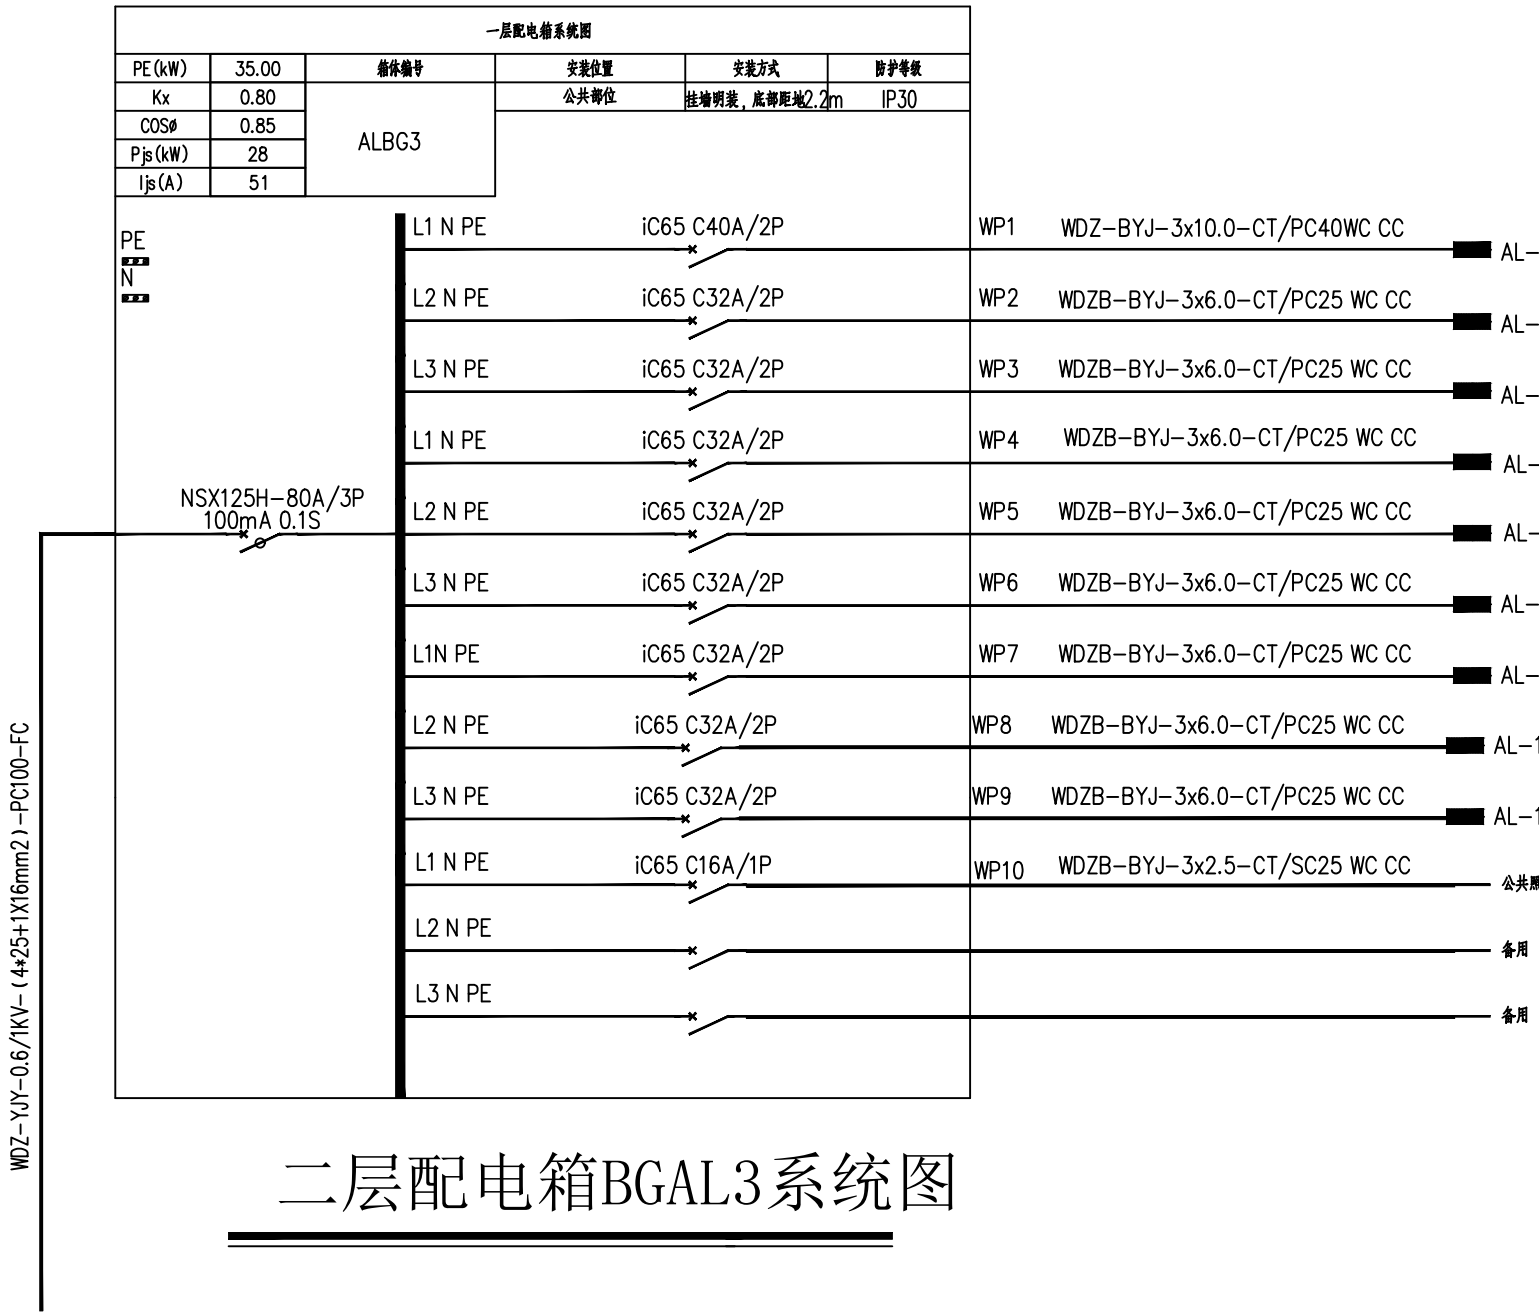 一层配电箱系统图
PE(kW) 35.00 箱体编号 安装位置 安装方式 防护等级
Kx 0.80 公共部位 挂墙明装，底部距地2.2m IP30
COSø 0.85
ALBG3
Pjs(kW) 28
Ijs(A) 51
PE
N
L1 N PE iC65 C40A/2P WP1 WDZ-BYJ-3x10.0-CT/PC40WC CC AL-
L2 N PE iC65 C32A/2P WP2 WDZB-BYJ-3x6.0-CT/PC25 WC CC AL-
L3 N PE iC65 C32A/2P WP3 WDZB-BYJ-3x6.0-CT/PC25 WC CC AL-
L1 N PE iC65 C32A/2P WP4 WDZB-BYJ-3x6.0-CT/PC25 WC CC AL-
NSX125H-80A/3P
100mA 0.1S
L2 N PE iC65 C32A/2P WP5 WDZB-BYJ-3x6.0-CT/PC25 WC CC AL-
L3 N PE iC65 C32A/2P WP6 WDZB-BYJ-3x6.0-CT/PC25 WC CC AL-
L1N PE iC65 C32A/2P WP7 WDZB-BYJ-3x6.0-CT/PC25 WC CC AL-
L2 N PE iC65 C32A/2P WP8 WDZB-BYJ-3x6.0-CT/PC25 WC CC AL-1
L3 N PE iC65 C32A/2P WP9 WDZB-BYJ-3x6.0-CT/PC25 WC CC AL-1
L1 N PE iC65 C16A/1P WP10 WDZB-BYJ-3x2.5-CT/SC25 WC CC 公共照
L2 N PE 备用
L3 N PE 备用
WDZ-YJY-0.6/1KV-(4*25+1X16mm2)-PC100-FC
二层配电箱BGAL3系统图